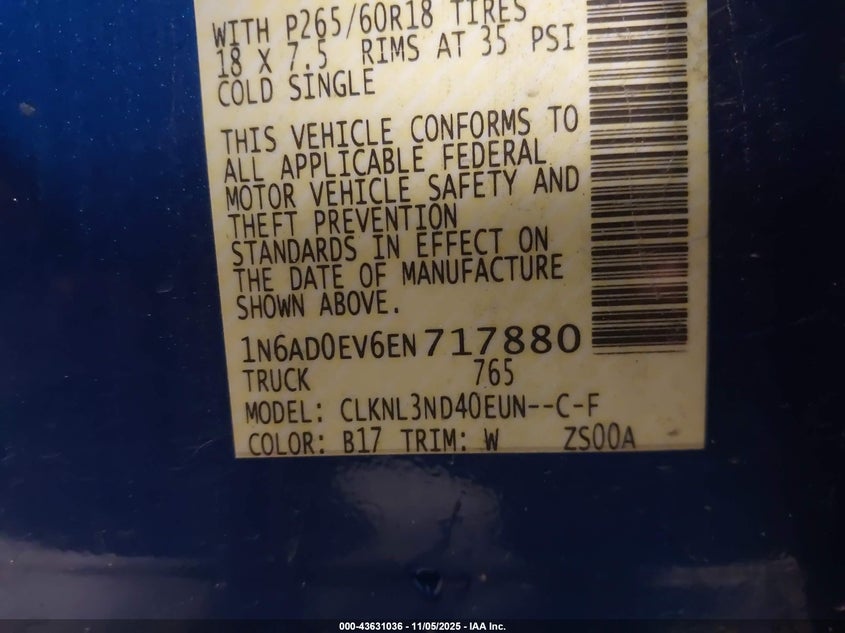 WITH P265/60R18 TIRES
18 X 7.5 RIMS AT 35 PSI
COLD SINGLE
THIS VEHICLE CONFORMS TO
ALL APPLICABLE FEDERAL
MOTOR VEHICLE SAFETY AND
THEFT PREVENTION
STANDARDS IN EFFECT ON
THE DATE OF MANUFACTURE
SHOWN ABOVE.
1N6AD0EV6EN717880
TRUCK 765
MODEL: CLKNL3ND40EUN--C-F
COLOR: B17 TRIM: W ZS00A
000-43631036 - 11/05/2025 - IAA Inc.